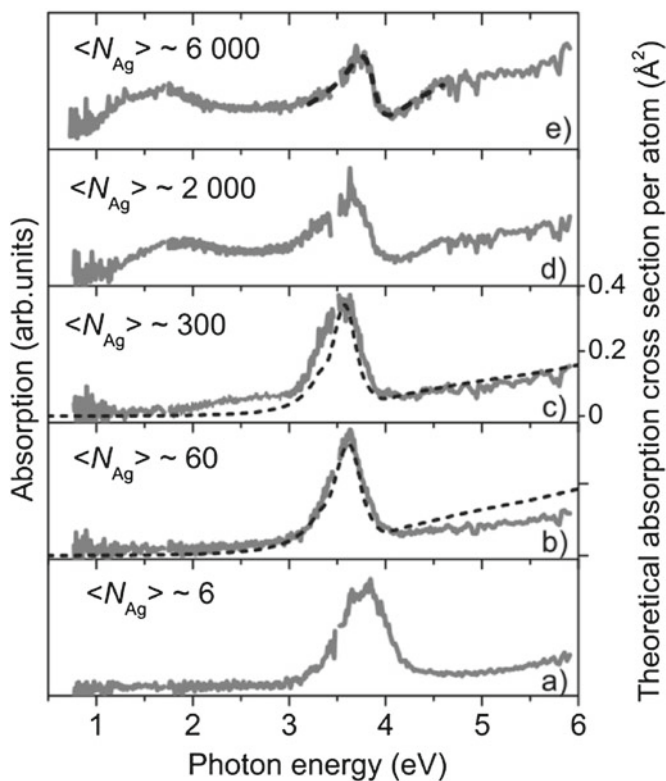 <N_Ag> ~ 6 000
e)
<N_Ag> ~ 2 000
d)
0.4
<N_Ag> ~ 300
0.2
c)
0
<N_Ag> ~ 60
b)
<N_Ag> ~ 6
a)
1 2 3 4 5 6
Photon energy (eV)
Absorption (arb.units)
Theoretical absorption cross section per atom (Å²)